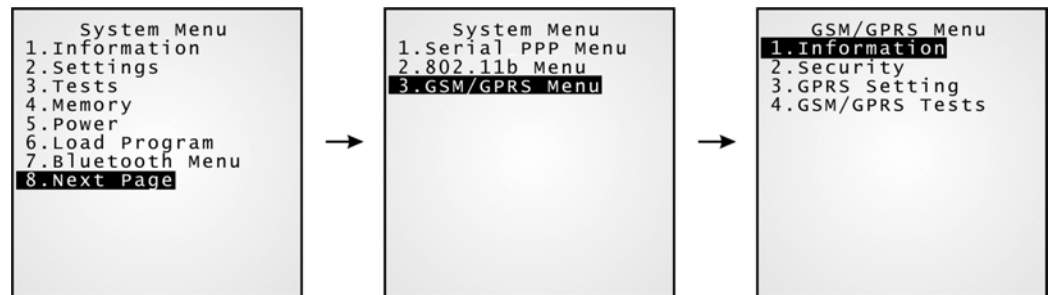 System Menu
1.Information
2.Settings
3.Tests
4.Memory
5.Power
6.Load Program
7.Bluetooth Menu
8.Next Page
System Menu
1.Serial PPP Menu
2.802.11b Menu
3.GSM/GPRS Menu
GSM/GPRS Menu
1.Information
2.Security
3.GPRS Setting
4.GSM/GPRS Tests